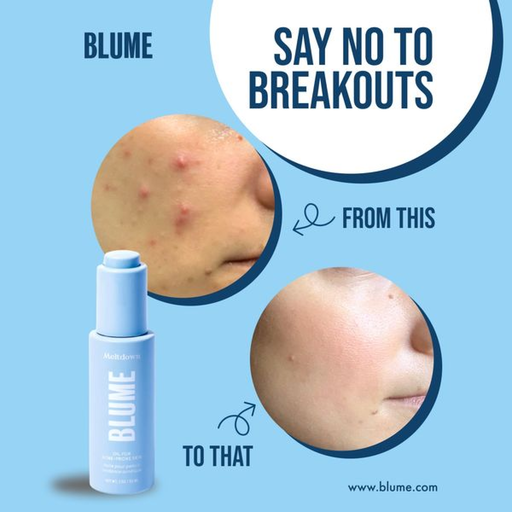 BLUME
SAY NO TO
BREAKOUTS
FROM THIS
TO THAT
Meltdown
BLUME
OIL FOR
ACNE-PRONE SKIN
www.blume.com